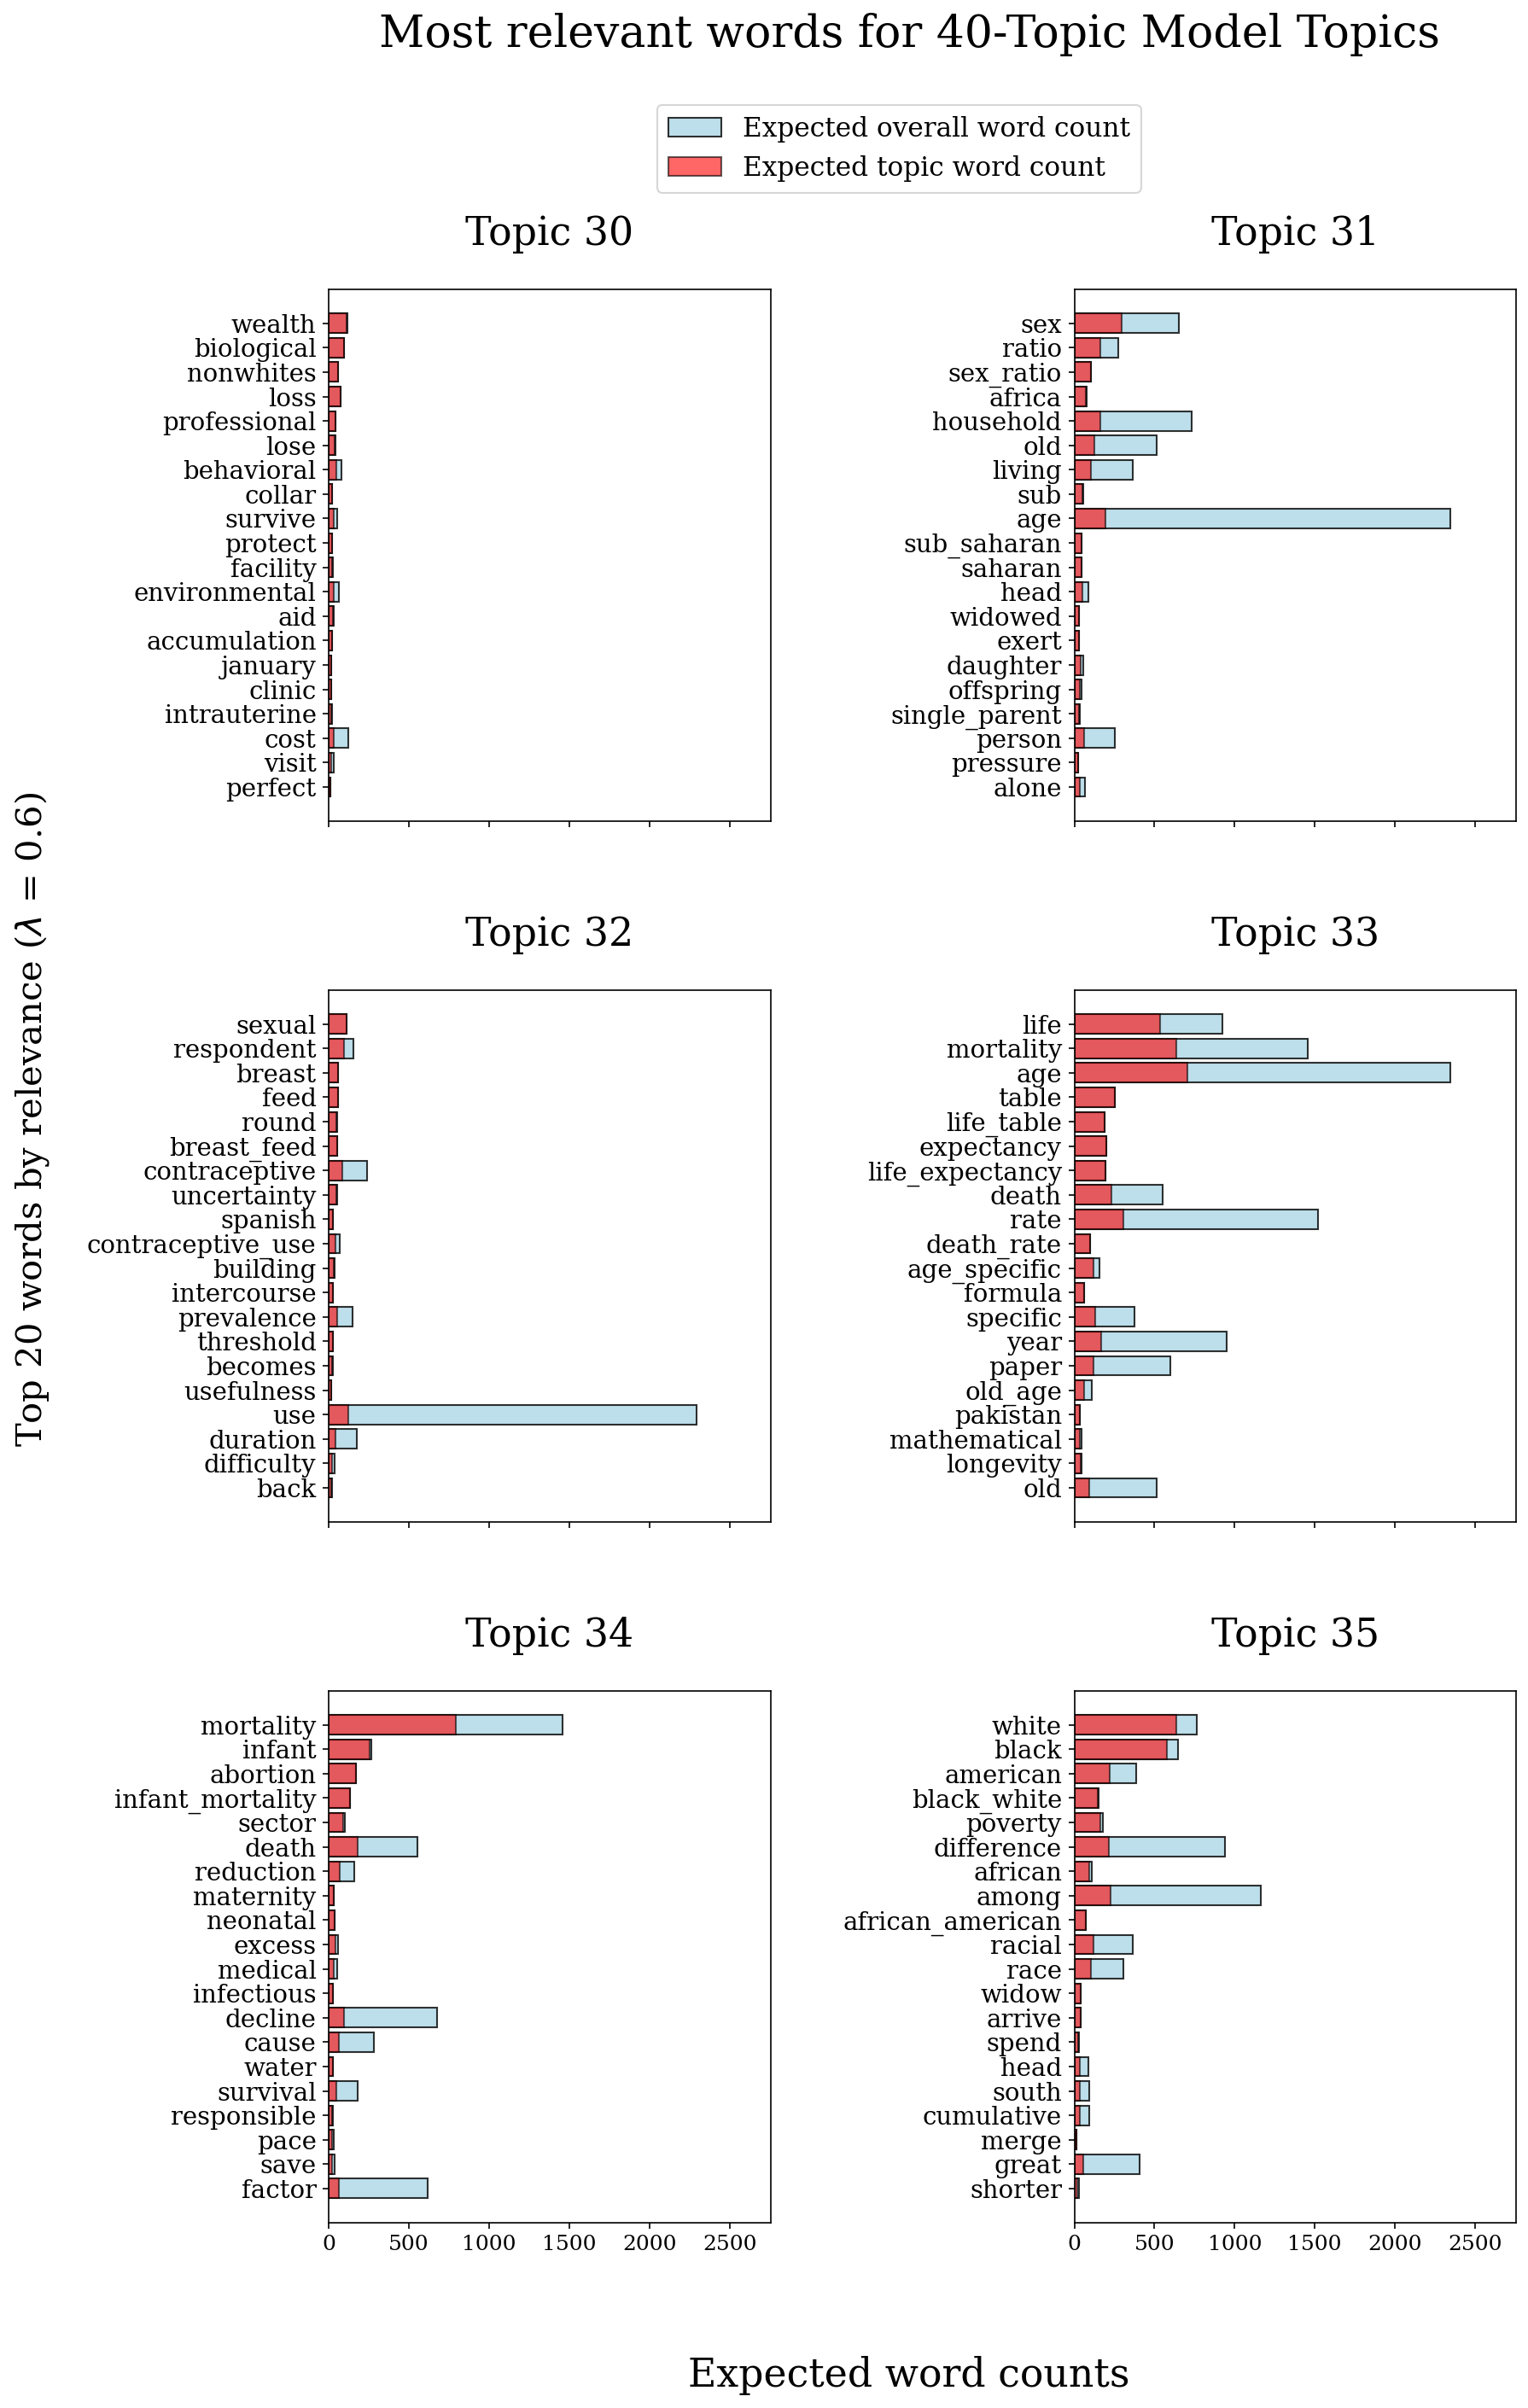 Most relevant words for 40-Topic Model Topics
Expected overall word count
Expected topic word count
Top 20 words by relevance (λ = 0.6)
Topic 30
wealth
biological
nonwhites
loss
professional
lose
behavioral
collar
survive
protect
facility
environmental
aid
accumulation
january
clinic
intrauterine
cost
visit
perfect
Topic 31
sex
ratio
sex_ratio
africa
household
old
living
sub
age
sub_saharan
saharan
head
widowed
exert
daughter
offspring
single_parent
person
pressure
alone
Topic 32
sexual
respondent
breast
feed
round
breast_feed
contraceptive
uncertainty
spanish
contraceptive_use
building
intercourse
prevalence
threshold
becomes
usefulness
use
duration
difficulty
back
Topic 33
life
mortality
age
table
life_table
expectancy
life_expectancy
death
rate
death_rate
age_specific
formula
specific
year
paper
old_age
pakistan
mathematical
longevity
old
Topic 34
mortality
infant
abortion
infant_mortality
sector
death
reduction
maternity
neonatal
excess
medical
infectious
decline
cause
water
survival
responsible
pace
save
factor
0 500 1000 1500 2000 2500
Topic 35
white
black
american
black_white
poverty
difference
african
among
african_american
racial
race
widow
arrive
spend
head
south
cumulative
merge
great
shorter
0 500 1000 1500 2000 2500
Expected word counts